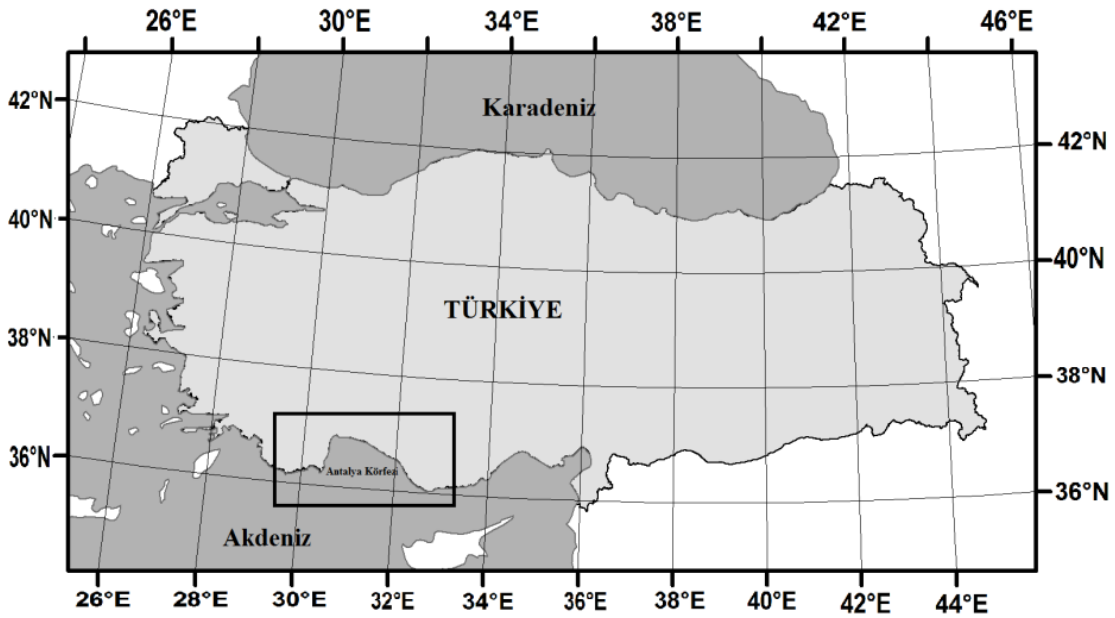 26°E 30°E 34°E 38°E 42°E 46°E
42°N
Karadeniz
42°N
40°N
40°N
TÜRKİYE
38°N
38°N
36°N
Antalya Körfezi
36°N
Akdeniz
26°E 28°E 30°E 32°E 34°E 36°E 38°E 40°E 42°E 44°E